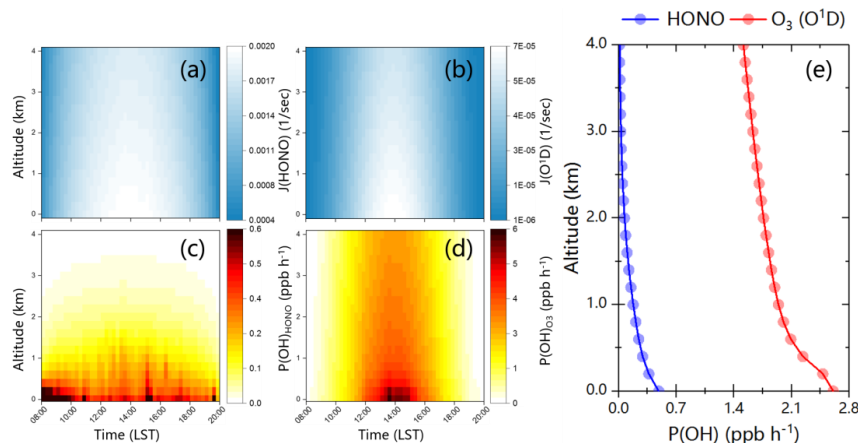 HONO
O3 (O1D)
(a)
Altitude (km)
4
3
2
1
0
J(HONO) (1/sec)
0.0020
0.0017
0.0013
0.0010
0.0008
0.0004
(b)
J(O1D) (1/sec)
7E-05
6E-05
4E-05
3E-05
1E-05
1E-06
(c)
Altitude (km)
4
3
2
1
0
08:00
10:00
12:00
14:00
16:00
18:00
20:00
Time (LST)
P(OH)HONO (ppb h-1)
0.6
0.5
0.4
0.3
0.2
0.1
0
(d)
08:00
10:00
12:00
14:00
16:00
18:00
20:00
Time (LST)
P(OH)O3 (ppb h-1)
6
5
4
3
2
1
0
(e)
Altitude (km)
4.0
3.0
2.0
1.0
0.0
0.0
0.7
1.4
2.1
2.8
P(OH) (ppb h-1)